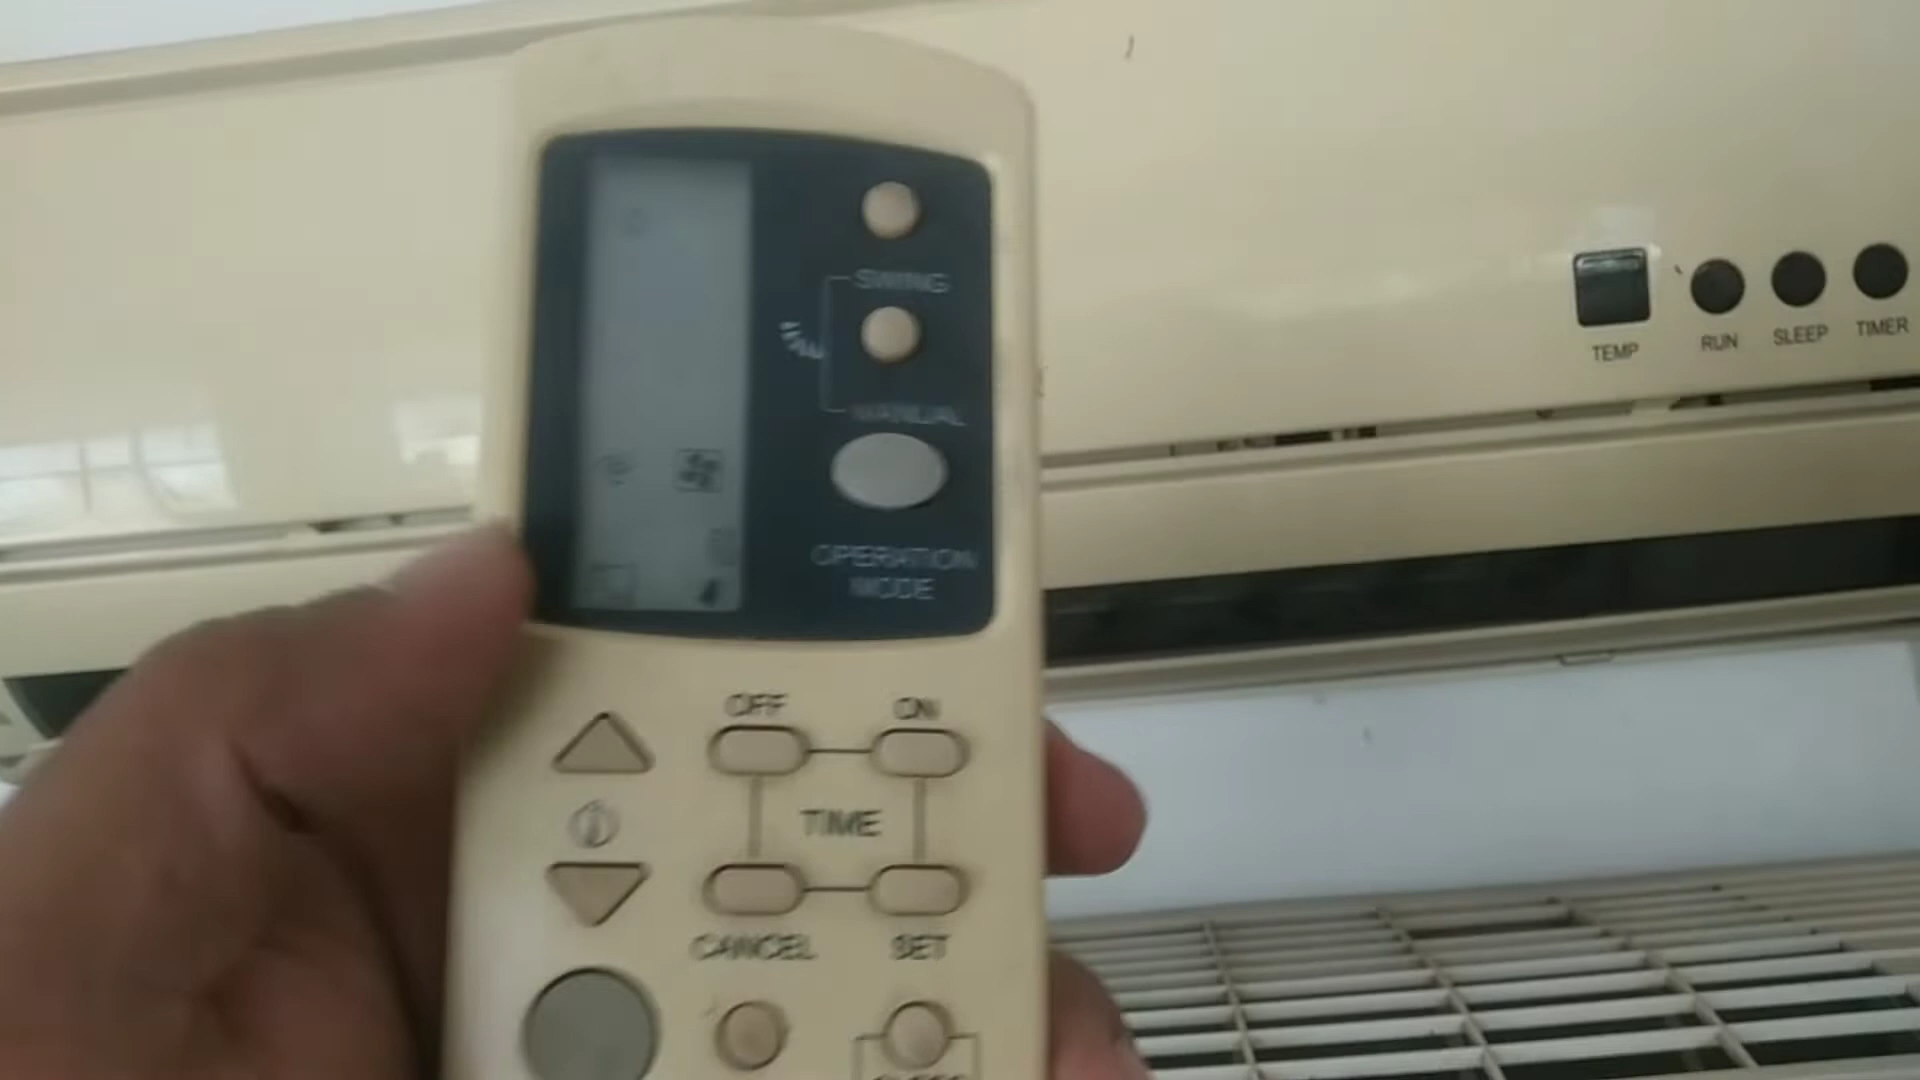 SWING
MANUAL
OPERATION
MODE
OFF ON
TIME
CANCEL SET
TEMP RUN SLEEP TIMER